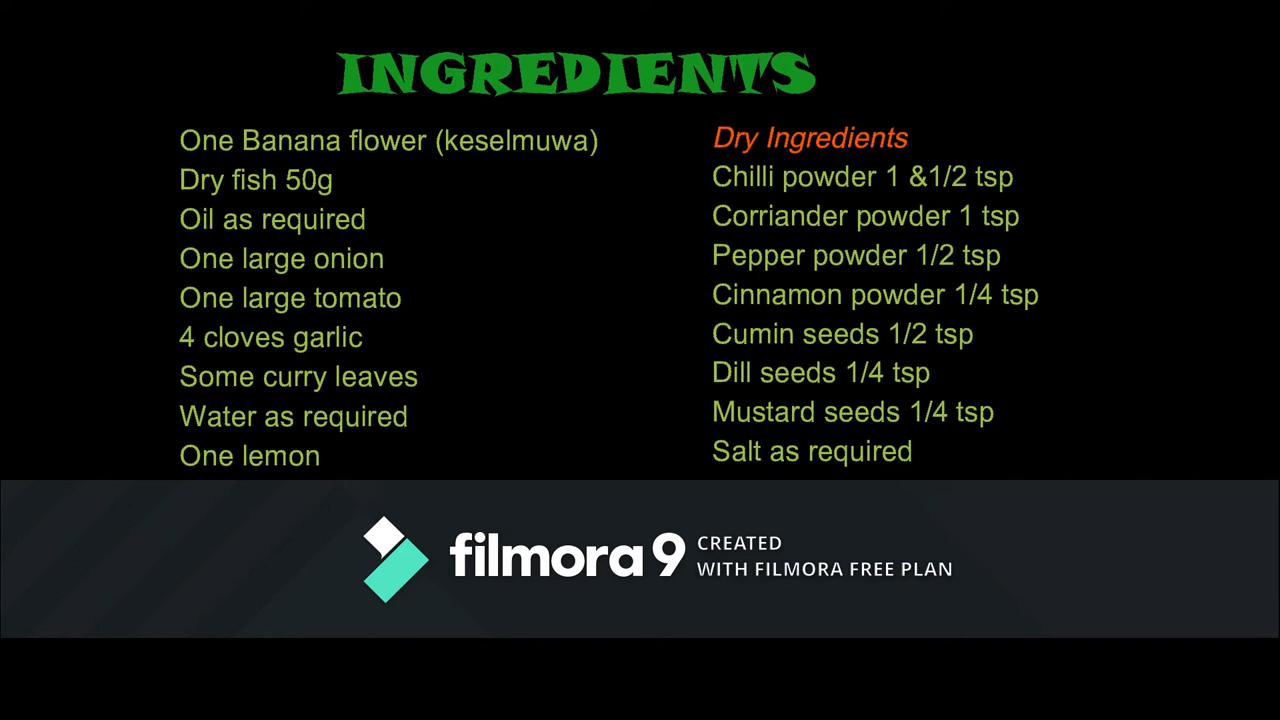 INGREDIENTS
One Banana flower (keselmuwa)
Dry fish 50g
Oil as required
One large onion
One large tomato
4 cloves garlic
Some curry leaves
Water as required
One lemon
Dry Ingredients
Chilli powder 1 &1/2 tsp
Corriander powder 1 tsp
Pepper powder 1/2 tsp
Cinnamon powder 1/4 tsp
Cumin seeds 1/2 tsp
Dill seeds 1/4 tsp
Mustard seeds 1/4 tsp
Salt as required
filmora 9
CREATED
WITH FILMORA FREE PLAN